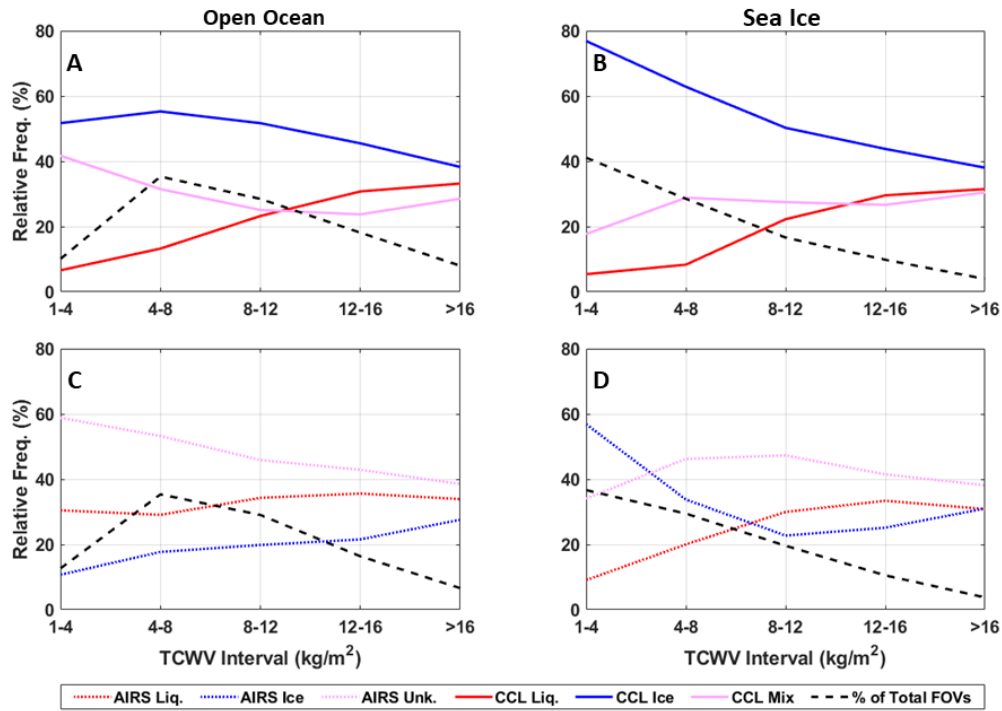 Open Ocean
Sea Ice
80
60
40
20
0
Relative Freq. (%)
A
1-4 4-8 8-12 12-16 >16
80
60
40
20
0
B
1-4 4-8 8-12 12-16 >16
80
60
40
20
0
Relative Freq. (%)
C
1-4 4-8 8-12 12-16 >16
TCWV Interval (kg/m²)
80
60
40
20
0
D
1-4 4-8 8-12 12-16 >16
TCWV Interval (kg/m²)
AIRS Liq. AIRS Ice AIRS Unk. CCL Liq. CCL Ice CCL Mix % of Total FOVs